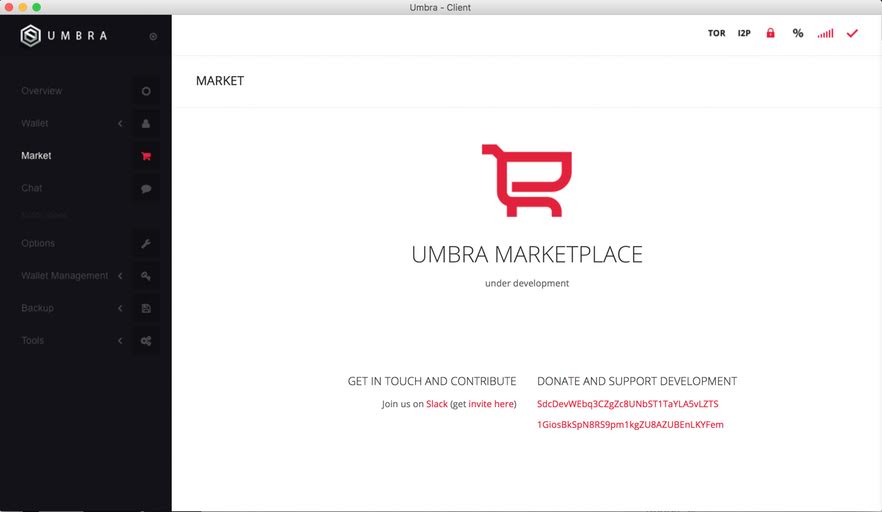 Umbra - Client
UMBRA
TOR I2P %
Overview
Wallet
Market
Chat
Options
Wallet Management
Backup
Tools
MARKET
UMBRA MARKETPLACE
under development
GET IN TOUCH AND CONTRIBUTE
Join us on Slack (get invite here)
DONATE AND SUPPORT DEVELOPMENT
SdcDevWEbq3CZgZc8UNbST1TaYLA5vLZTS
1GiosBkSpN8RS9pm1kgZU8AZUBEnLKYFem